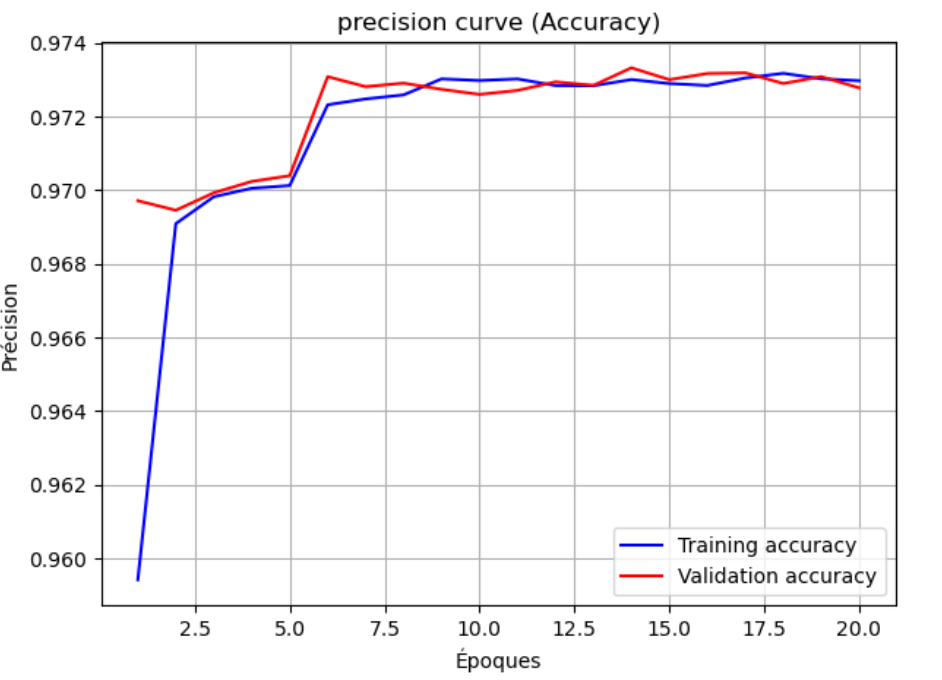 precision curve (Accuracy)
0.974
0.972
0.970
0.968
0.966
0.964
0.962
0.960
Précision
2.5 5.0 7.5 10.0 12.5 15.0 17.5 20.0
Époques
Training accuracy
Validation accuracy